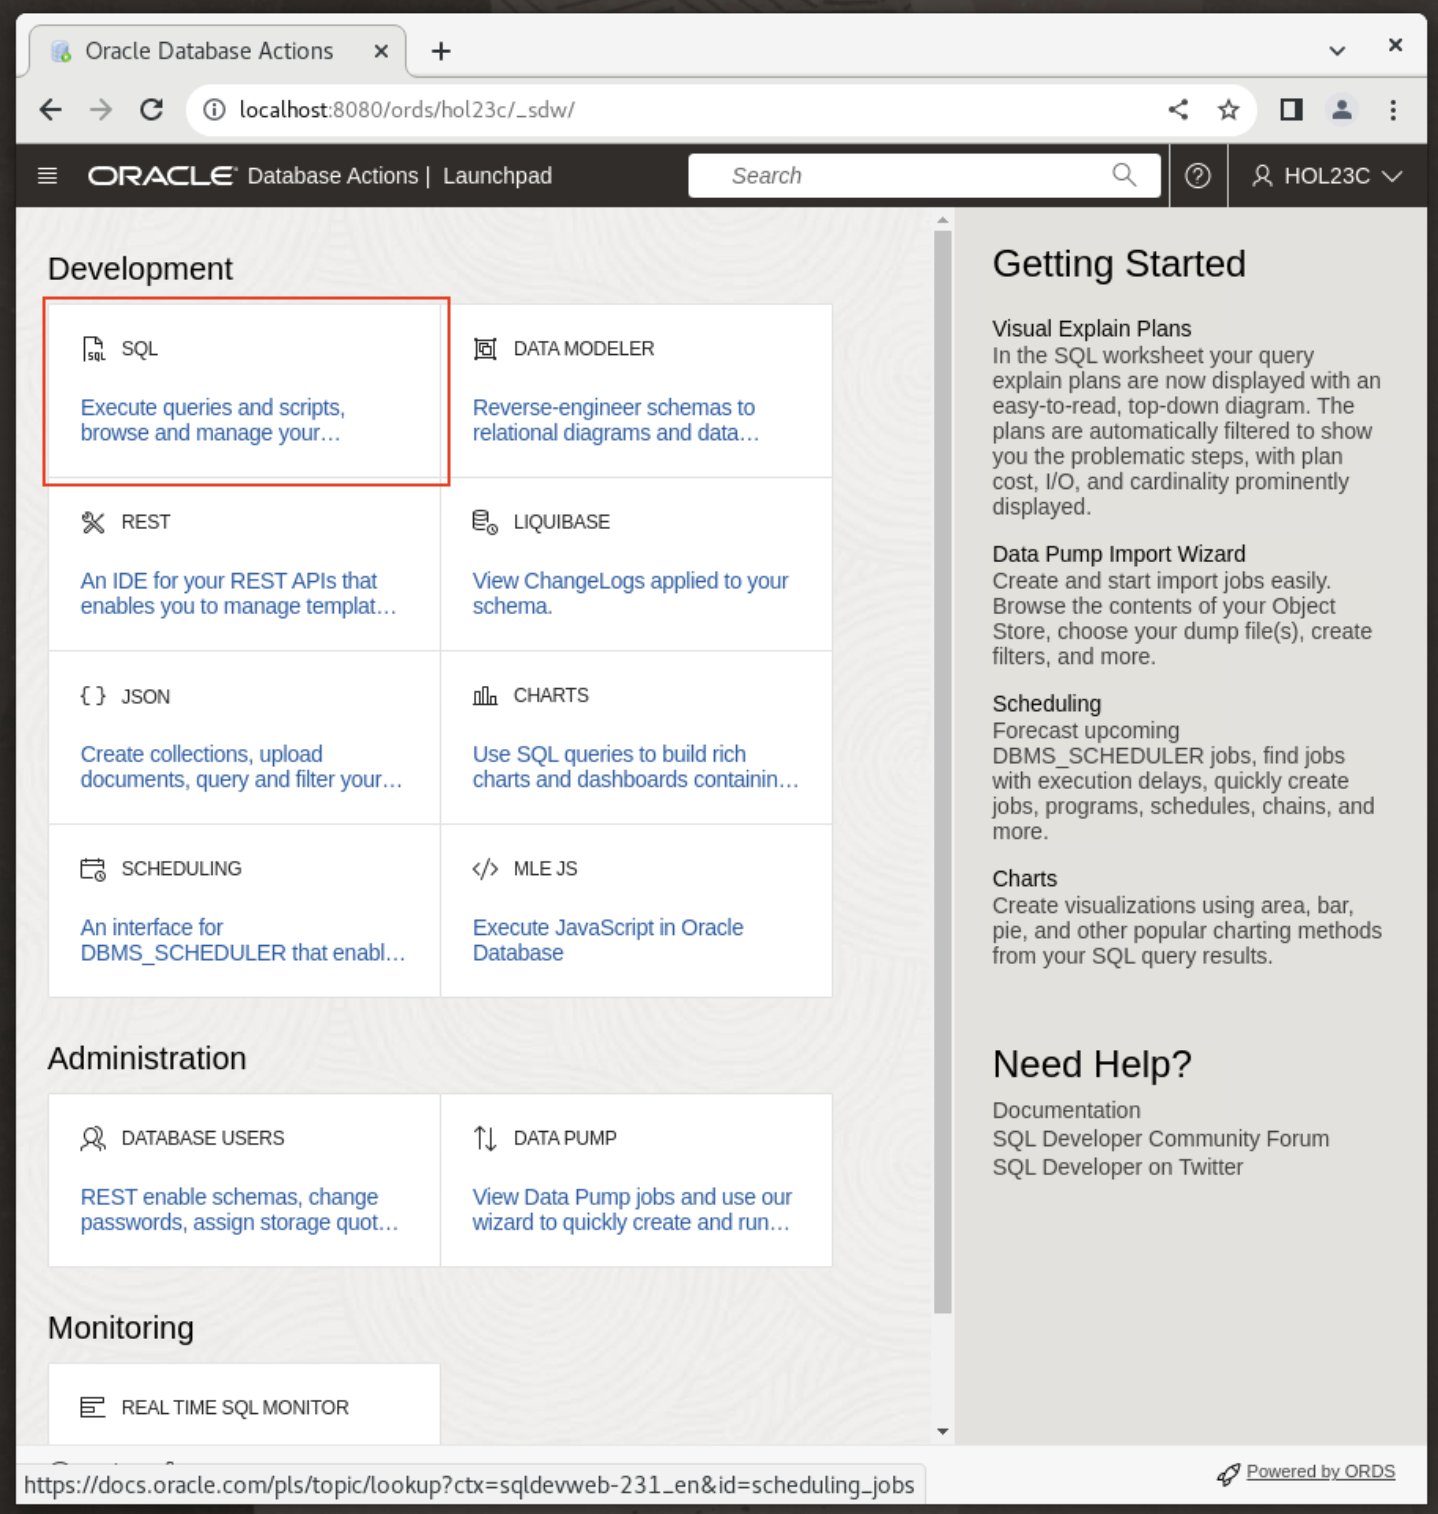 Oracle Database Actions
localhost:8080/ords/hol23c/_sdw/
ORACLE Database Actions | Launchpad
Search
HOL23C
Development
SQL
Execute queries and scripts,
browse and manage your...
DATA MODELER
Reverse-engineer schemas to
relational diagrams and data...
REST
An IDE for your REST APIs that
enables you to manage templat...
LIQUIBASE
View ChangeLogs applied to your
schema.
JSON
Create collections, upload
documents, query and filter your...
CHARTS
Use SQL queries to build rich
charts and dashboards containin...
SCHEDULING
An interface for
DBMS_SCHEDULER that enabl...
MLE JS
Execute JavaScript in Oracle
Database
Administration
DATABASE USERS
REST enable schemas, change
passwords, assign storage quot...
DATA PUMP
View Data Pump jobs and use our
wizard to quickly create and run...
Monitoring
REAL TIME SQL MONITOR
Getting Started
Visual Explain Plans
In the SQL worksheet your query
explain plans are now displayed with an
easy-to-read, top-down diagram. The
plans are automatically filtered to show
you the problematic steps, with plan
cost, I/O, and cardinality prominently
displayed.
Data Pump Import Wizard
Create and start import jobs easily.
Browse the contents of your Object
Store, choose your dump file(s), create
filters, and more.
Scheduling
Forecast upcoming
DBMS_SCHEDULER jobs, find jobs
with execution delays, quickly create
jobs, programs, schedules, chains, and
more.
Charts
Create visualizations using area, bar,
pie, and other popular charting methods
from your SQL query results.
Need Help?
Documentation
SQL Developer Community Forum
SQL Developer on Twitter
https://docs.oracle.com/pls/topic/lookup?ctx=sqldevweb-231_en&id=scheduling_jobs
Powered by ORDS